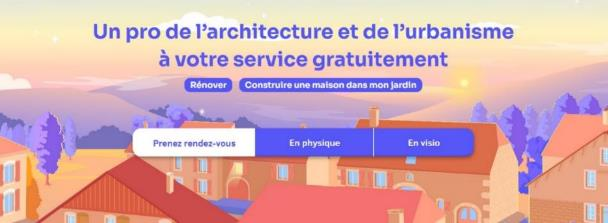 Un pro de l’architecture et de l’urbanisme
à votre service gratuitement
Rénover Construire une maison dans mon jardin
Prenez rendez-vous En physique En visio